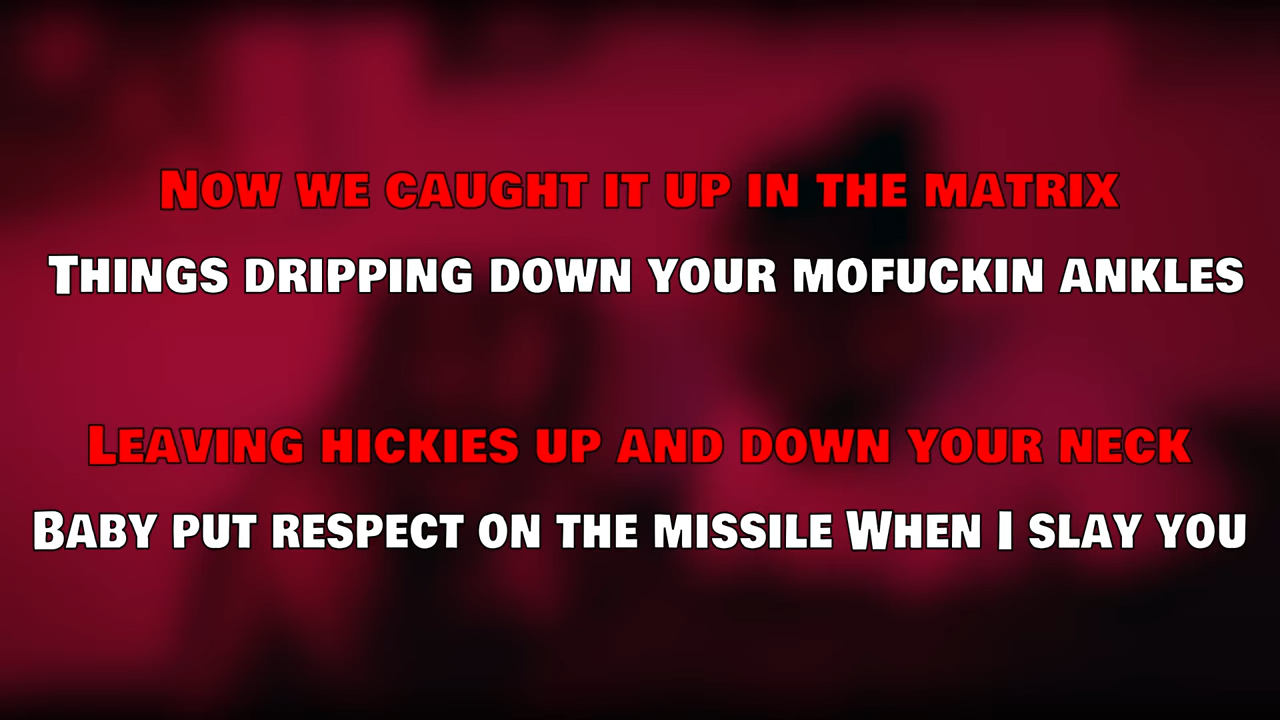 Now we caught it up in the matrix
Things dripping down your mofuckin ankles
Leaving hickies up and down your neck
Baby put respect on the missile When I slay you